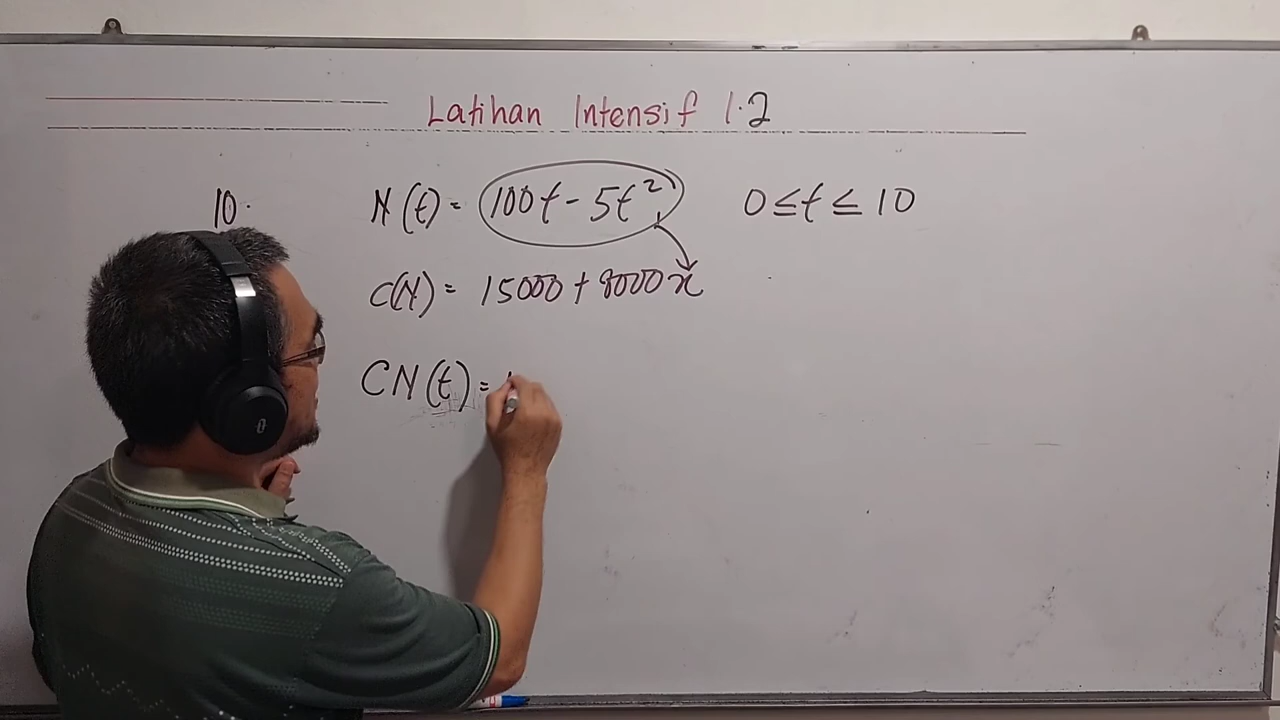 Latihan Intensif 1.2
10. N(t) = 100t - 5t² 0 ≤ t ≤ 10
C(N) = 15000 + 8000x
CN(t) =